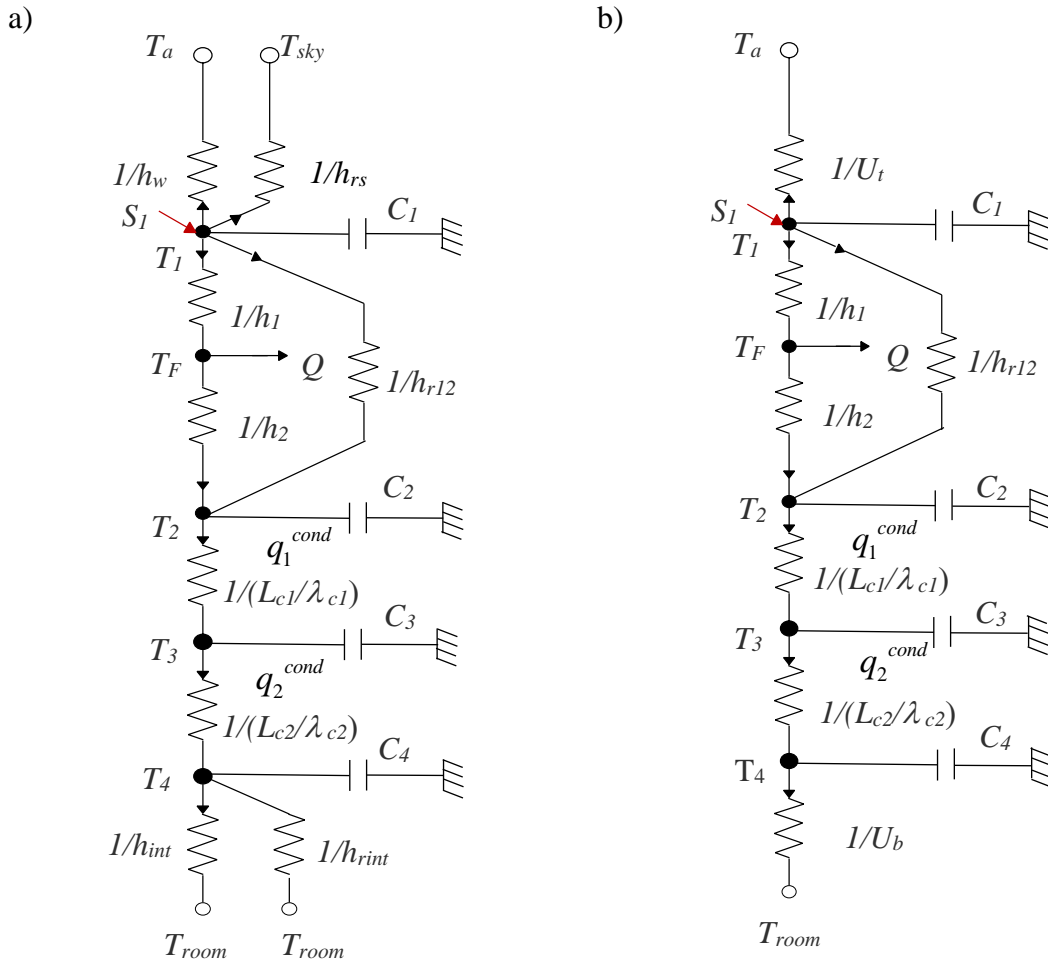 a)
T_a
T_sky
1/h_w
1/h_rs
S_1
C_1
T_1
1/h_1
T_F
Q
1/h_r12
1/h_2
C_2
T_2
q_1^cond
1/(L_c1/λ_c1)
C_3
T_3
q_2^cond
1/(L_c2/λ_c2)
C_4
T_4
1/h_int
1/h_rint
T_room
T_room
b)
T_a
1/U_t
S_1
C_1
T_1
1/h_1
T_F
Q
1/h_r12
1/h_2
C_2
T_2
q_1^cond
1/(L_c1/λ_c1)
C_3
T_3
q_2^cond
1/(L_c2/λ_c2)
C_4
T_4
1/U_b
T_room